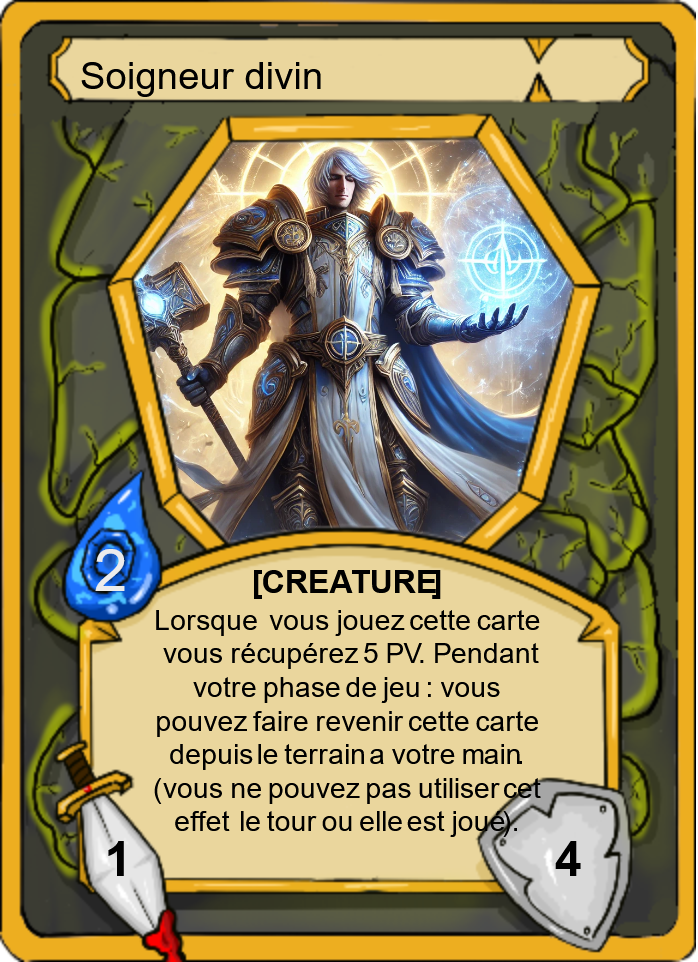 Soigneur divin
2
[CREATURE]
Lorsque vous jouez cette carte
vous récupérez 5 PV. Pendant
votre phase de jeu : vous
pouvez faire revenir cette carte
depuis le terrain a votre main.
(vous ne pouvez pas utiliser cet
effet le tour ou elle est joué).
1
4